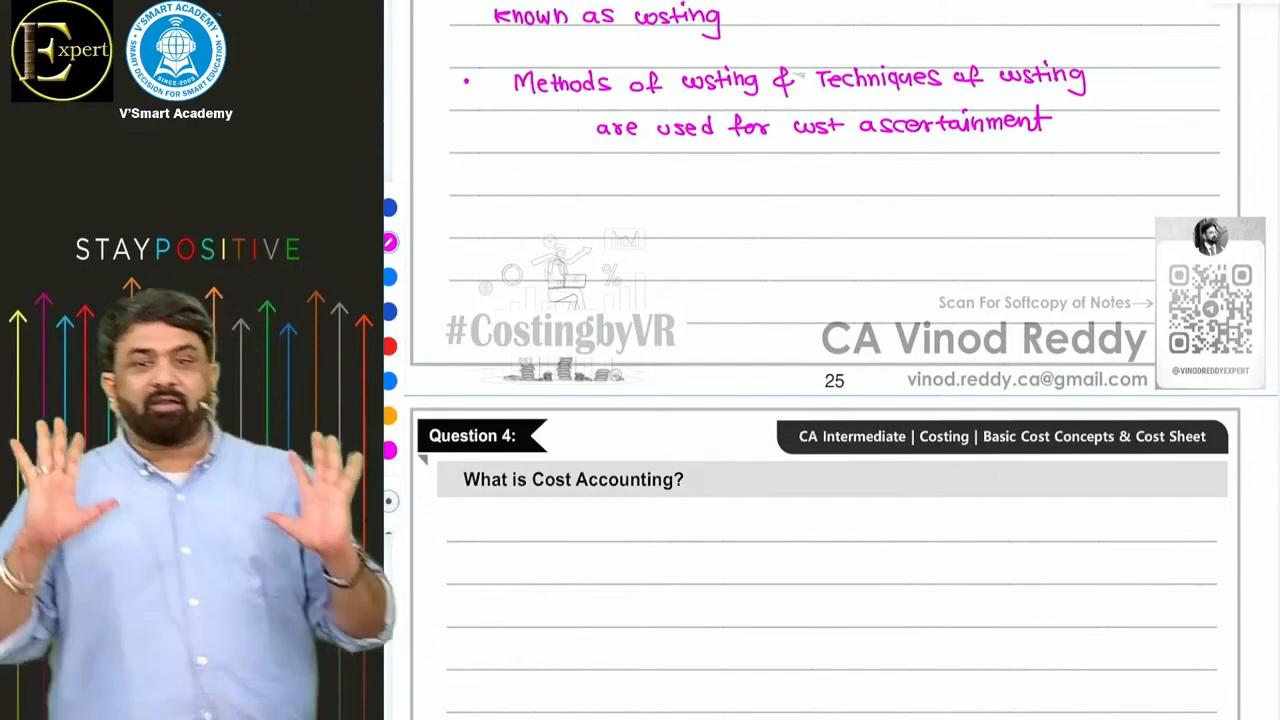 Expert
V'SMART ACADEMY
SMART DECISION FOR SMART EDUCATION
SINCE-2005
V'Smart Academy
STAYPOSITIVE
known as costing
• Methods of costing & Techniques of costing
are used for cost ascertainment
Scan For Softcopy of Notes
#CostingbyVR
CA Vinod Reddy
25
vinod.reddy.ca@gmail.com
@VINODREDDYEXPERT
Question 4:
CA Intermediate | Costing | Basic Cost Concepts & Cost Sheet
What is Cost Accounting?